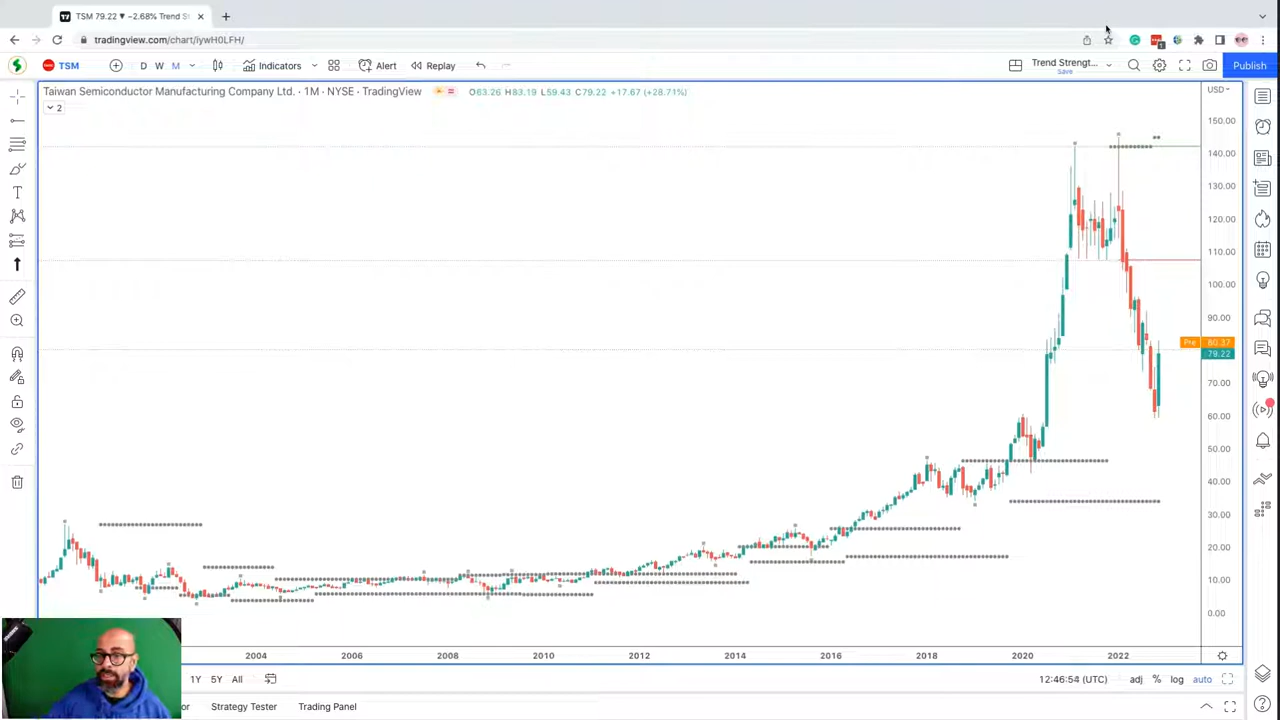 TSM 79.22 ▼ −2.68% Trend St
tradingview.com/chart/iywH0LFH/
TSM
D W M
Indicators
Alert
Replay
Trend Strengt...
Save
Publish
Taiwan Semiconductor Manufacturing Company Ltd. · 1M · NYSE · TradingView
O63.26 H83.19 L59.43 C79.22 +17.67 (+28.71%)
USD
2
150.00
140.00
130.00
120.00
110.00
100.00
90.00
Pre 80.37
79.22
70.00
60.00
50.00
40.00
30.00
20.00
10.00
0.00
2004 2006 2008 2010 2012 2014 2016 2018 2020 2022
1Y 5Y All
12:46:54 (UTC)
adj % log auto
or
Strategy Tester
Trading Panel